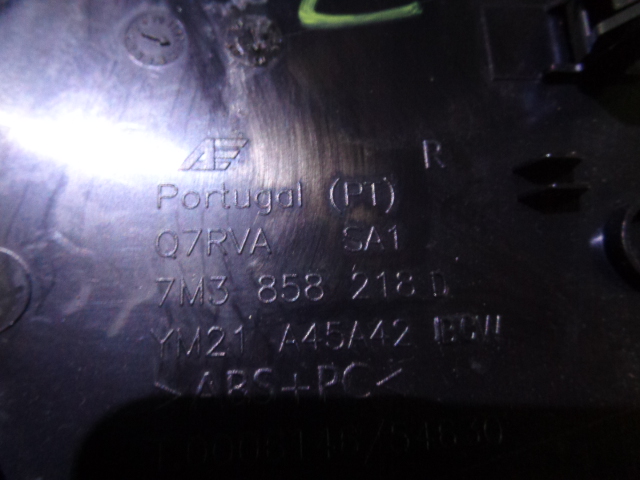 R
Portugal (PT)
Q7RVA SA1
7M3 858 218 D
YM21 A45A42
>ABS+PC<